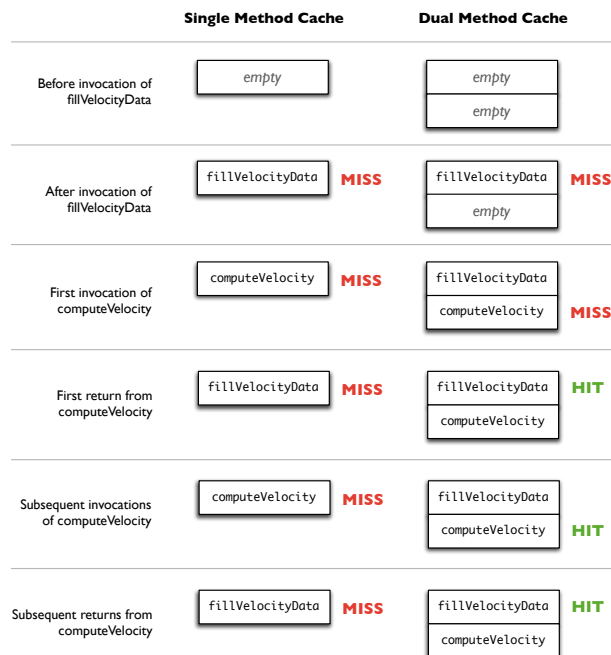 Single Method Cache Dual Method Cache
Before invocation of
fillVelocityData
empty
empty
empty
After invocation of
fillVelocityData
fillVelocityData MISS
fillVelocityData MISS
empty
First invocation of
computeVelocity
computeVelocity MISS
fillVelocityData
computeVelocity MISS
First return from
computeVelocity
fillVelocityData MISS
fillVelocityData HIT
computeVelocity
Subsequent invocations
of computeVelocity
computeVelocity MISS
fillVelocityData
computeVelocity HIT
Subsequent returns from
computeVelocity
fillVelocityData MISS
fillVelocityData HIT
computeVelocity